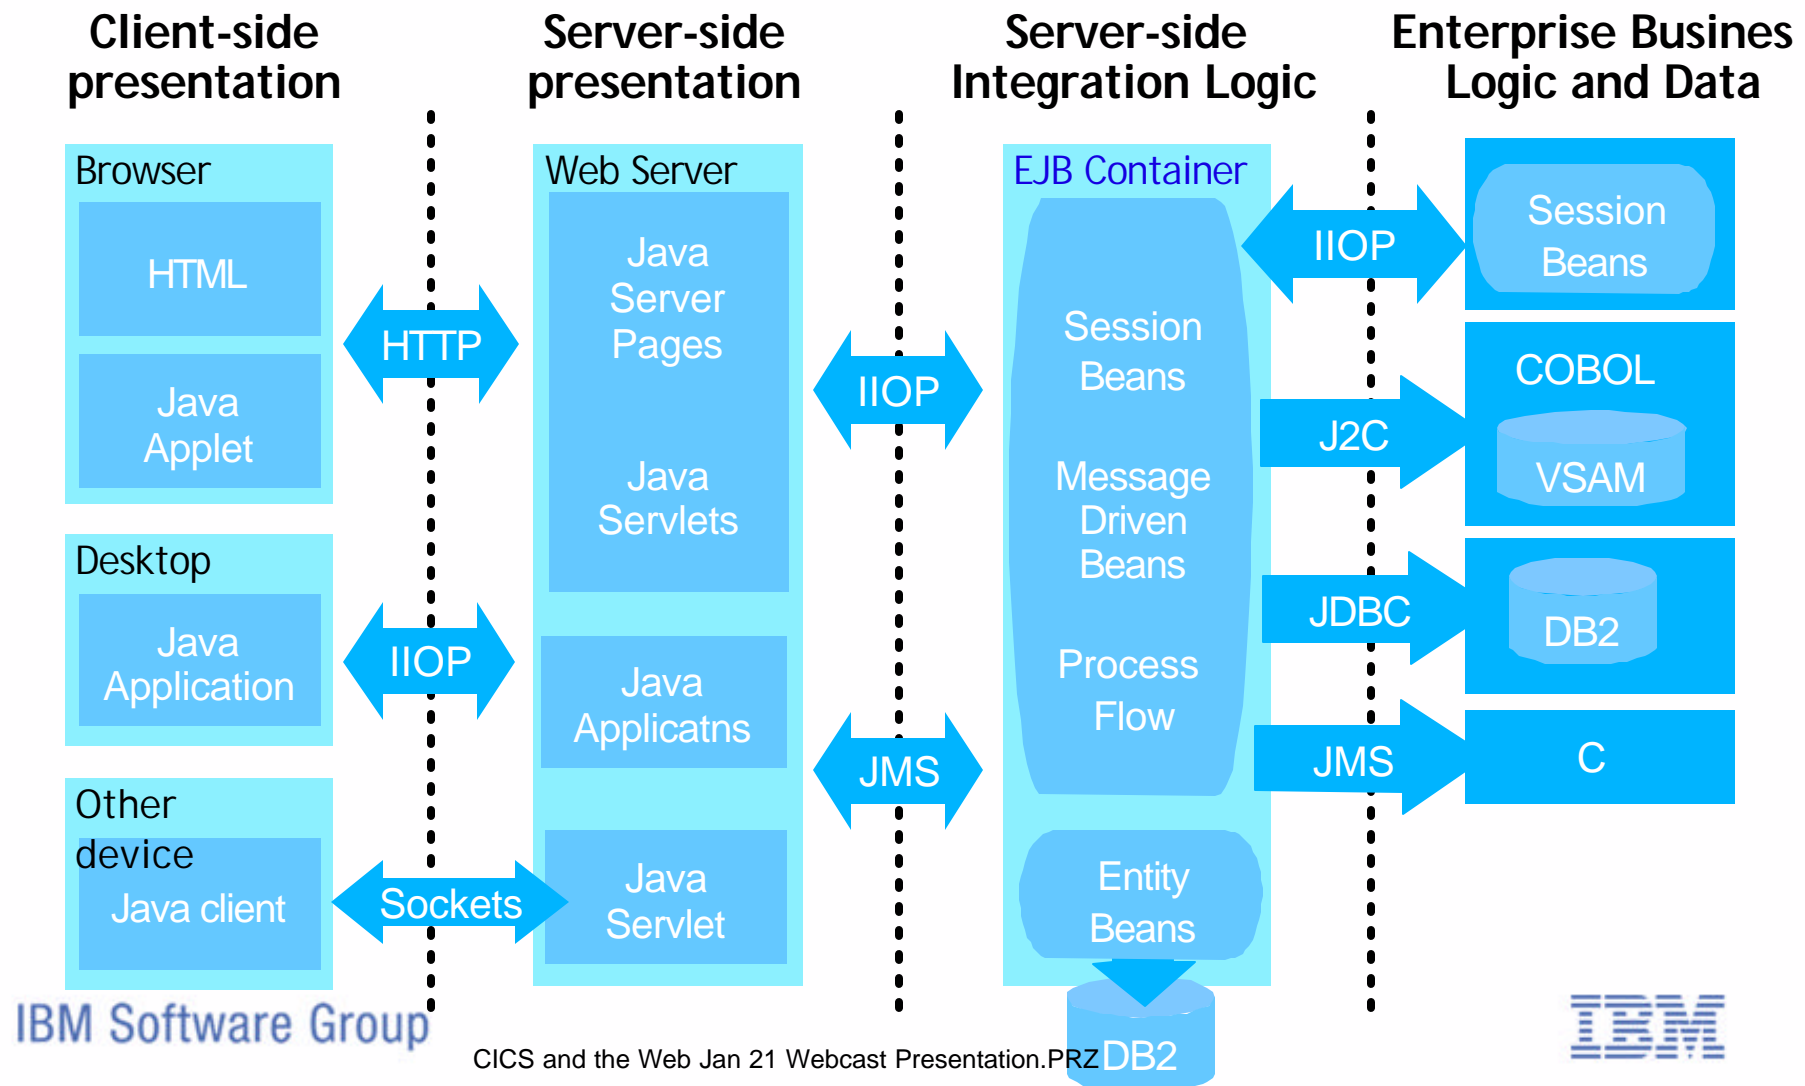 Client-side
presentation
Server-side
presentation
Server-side
Integration Logic
Enterprise Busines
Logic and Data
Browser
HTML
Java
Applet
Desktop
Java
Application
Other
device
Java client
HTTP
IIOP
Sockets
Web Server
Java
Server
Pages
Java
Servlets
Java
Applicatns
Java
Servlet
IIOP
JMS
EJB Container
Session
Beans
Message
Driven
Beans
Process
Flow
Entity
Beans
DB2
IIOP
J2C
JDBC
JMS
Session
Beans
COBOL
VSAM
DB2
C
IBM Software Group
CICS and the Web Jan 21 Webcast Presentation.PRZ
IBM